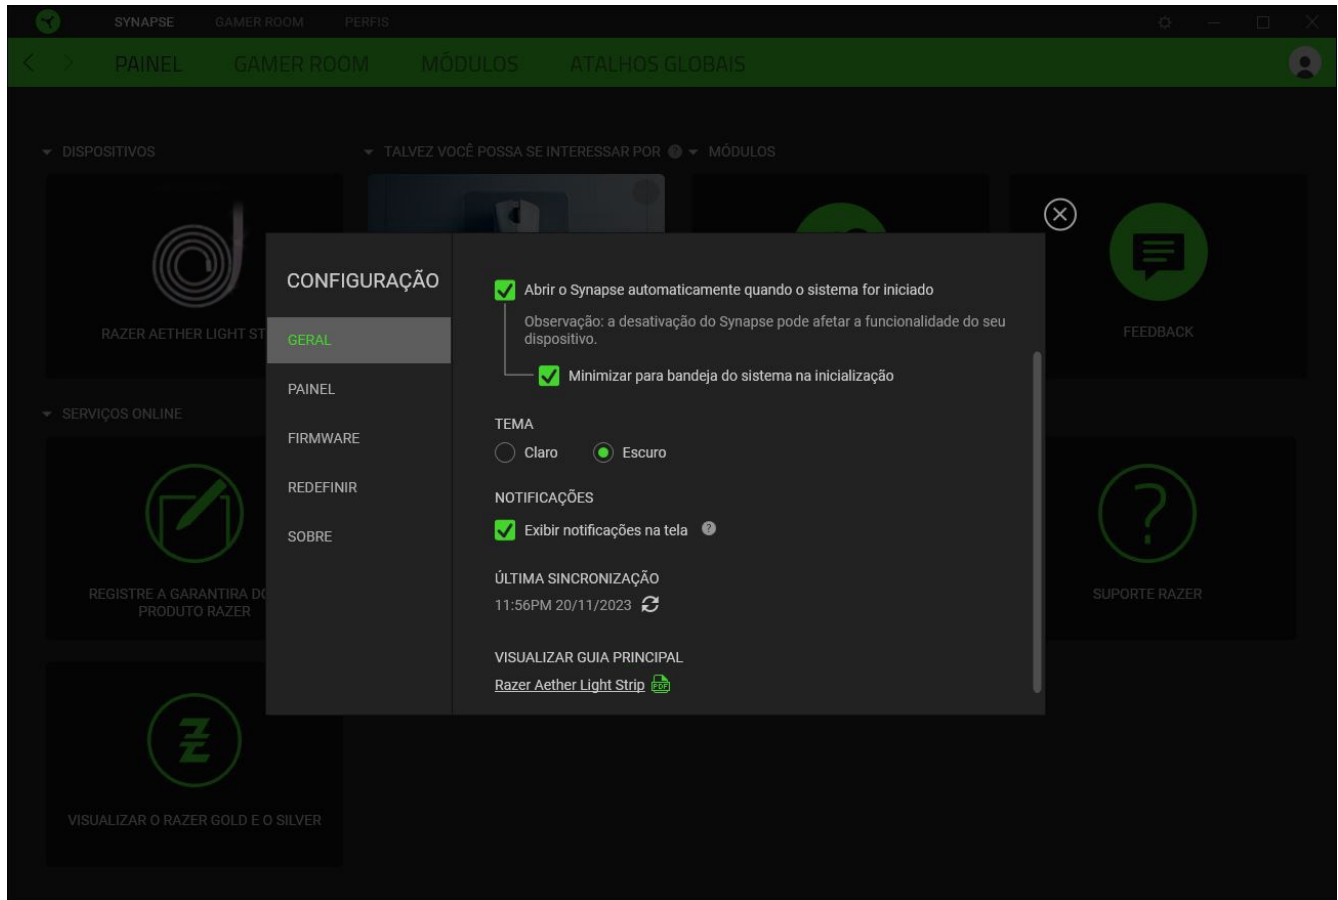 SYNAPSE
GAMER ROOM
PERFIS
PAINEL
GAMER ROOM
MÓDULOS
ATALHOS GLOBAIS
DISPOSITIVOS
TALVEZ VOCÊ POSSA SE INTERESSAR POR ?
MÓDULOS
RAZER AETHER LIGHT ST
FEEDBACK
SERVIÇOS ONLINE
REGISTRE A GARANTIRA DO
PRODUTO RAZER
SUPORTE RAZER
VISUALIZAR O RAZER GOLD E O SILVER
CONFIGURAÇÃO
GERAL
PAINEL
FIRMWARE
REDEFINIR
SOBRE
Abrir o Synapse automaticamente quando o sistema for iniciado
Observação: a desativação do Synapse pode afetar a funcionalidade do seu
dispositivo.
Minimizar para bandeja do sistema na inicialização
TEMA
Claro
Escuro
NOTIFICAÇÕES
Exibir notificações na tela ?
ÚLTIMA SINCRONIZAÇÃO
11:56PM 20/11/2023
VISUALIZAR GUIA PRINCIPAL
Razer Aether Light Strip PDF